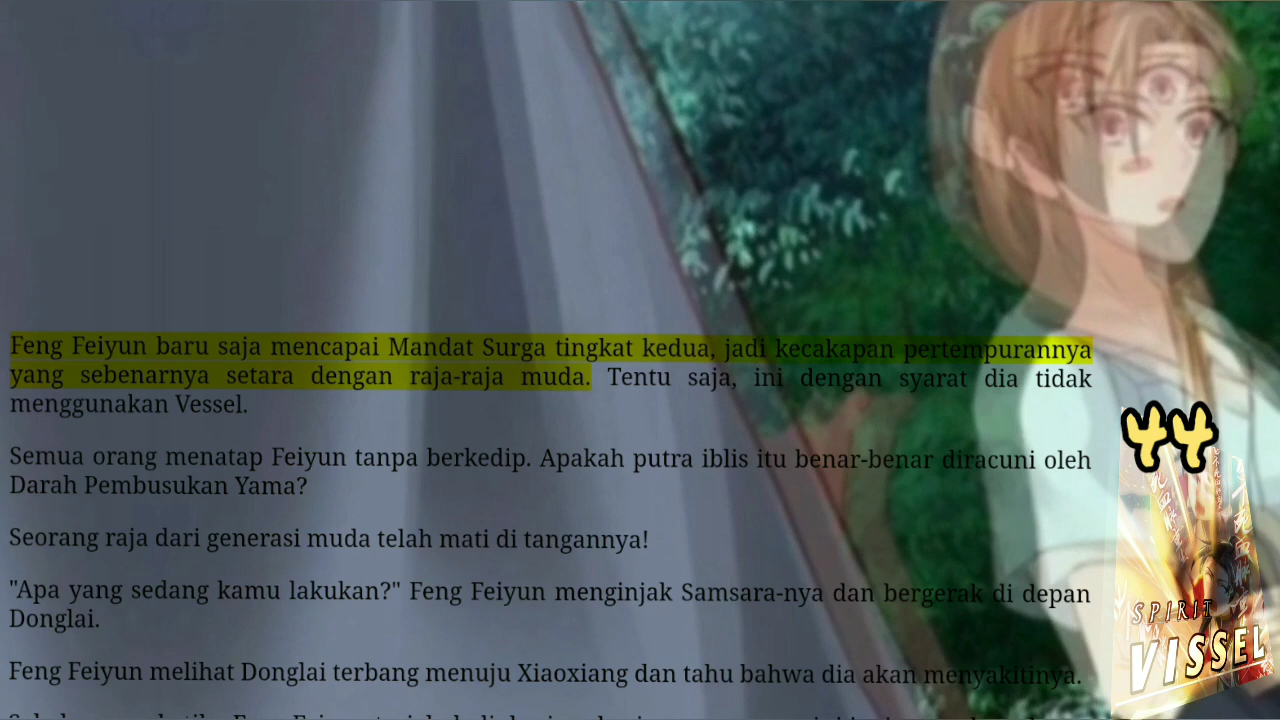 Feng Feiyun baru saja mencapai Mandat Surga tingkat kedua, jadi kecakapan pertempurannya
yang sebenarnya setara dengan raja-raja muda. Tentu saja, ini dengan syarat dia tidak
menggunakan Vessel.
Semua orang menatap Feiyun tanpa berkedip. Apakah putra iblis itu benar-benar diracuni oleh
Darah Pembusukan Yama?
Seorang raja dari generasi muda telah mati di tangannya!
"Apa yang sedang kamu lakukan?" Feng Feiyun menginjak Samsara-nya dan bergerak di depan
Donglai.
Feng Feiyun melihat Donglai terbang menuju Xiaoxiang dan tahu bahwa dia akan menyakitinya.
44
SPIRIT
VISSEL